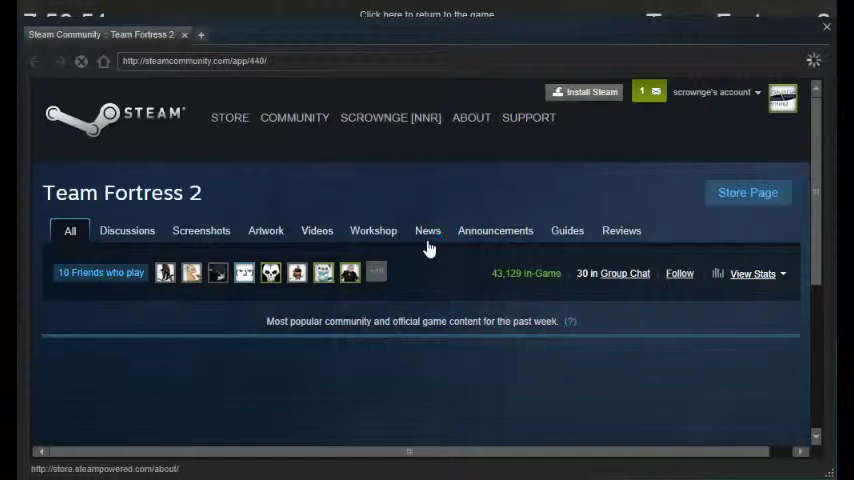 Click here to return to the game
Steam Community :: Team Fortress 2
http://steamcommunity.com/app/440/
Install Steam
1
scrownge's account
STEAM
STORE
COMMUNITY
SCROWNGE [NNR]
ABOUT
SUPPORT
Team Fortress 2
Store Page
All
Discussions
Screenshots
Artwork
Videos
Workshop
News
Announcements
Guides
Reviews
10 Friends who play
43,129 In-Game
30 in Group Chat
Follow
View Stats
Most popular community and official game content for the past week. (?)
http://store.steampowered.com/about/